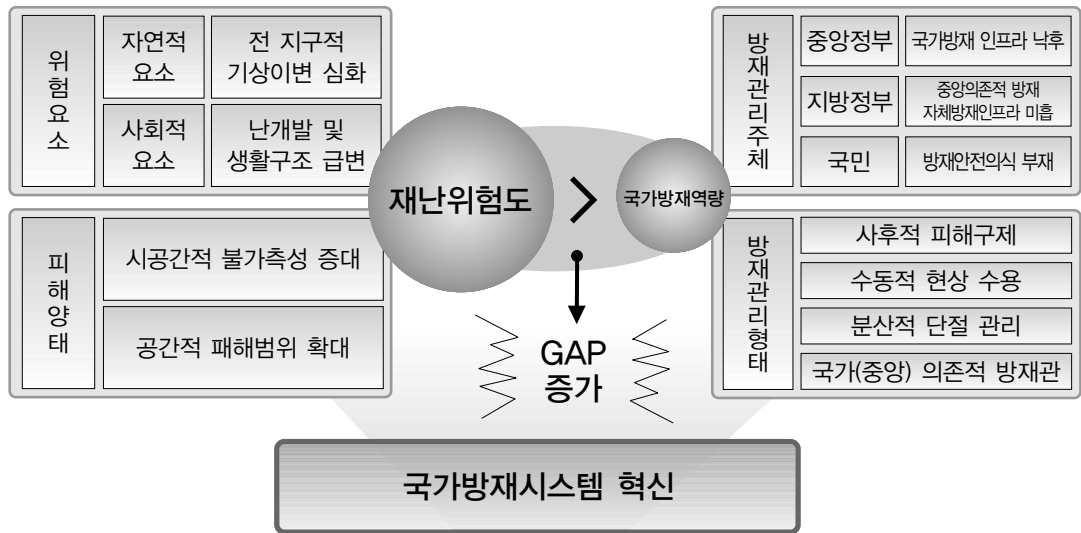 위험요소
자연적
요소
전 지구적
기상이변 심화
사회적
요소
난개발 및
생활구조 급변
피해양태
시공간적 불가측성 증대
공간적 패해범위 확대
재난위험도
>
국가방재역량
GAP
증가
방재관리주체
중앙정부
국가방재 인프라 낙후
지방정부
중앙의존적 방재
자체방재인프라 미흡
국민
방재안전의식 부재
방재관리형태
사후적 피해구제
수동적 현상 수용
분산적 단절 관리
국가(중앙) 의존적 방재관
국가방재시스템 혁신